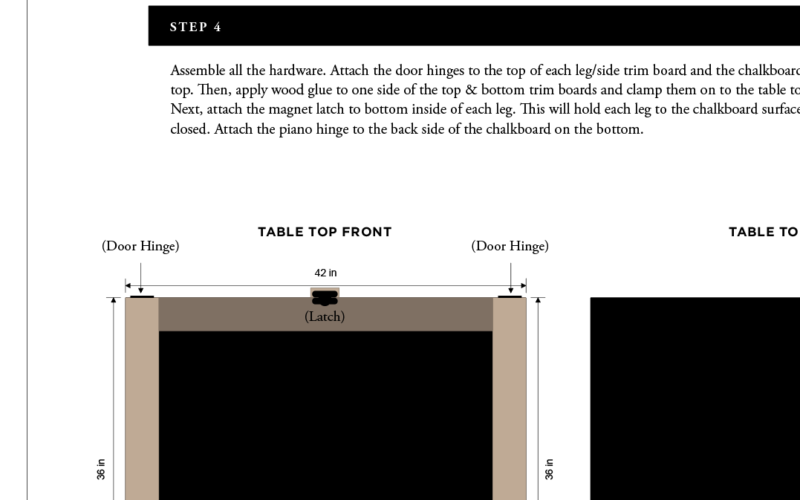 STEP 4
Assemble all the hardware. Attach the door hinges to the top of each leg/side trim board and the chalkboard
top. Then, apply wood glue to one side of the top & bottom trim boards and clamp them on to the table to
Next, attach the magnet latch to bottom inside of each leg. This will hold each leg to the chalkboard surface
closed. Attach the piano hinge to the back side of the chalkboard on the bottom.
TABLE TOP FRONT
TABLE TO
(Door Hinge)
(Door Hinge)
42 in
(Latch)
36 in
36 in